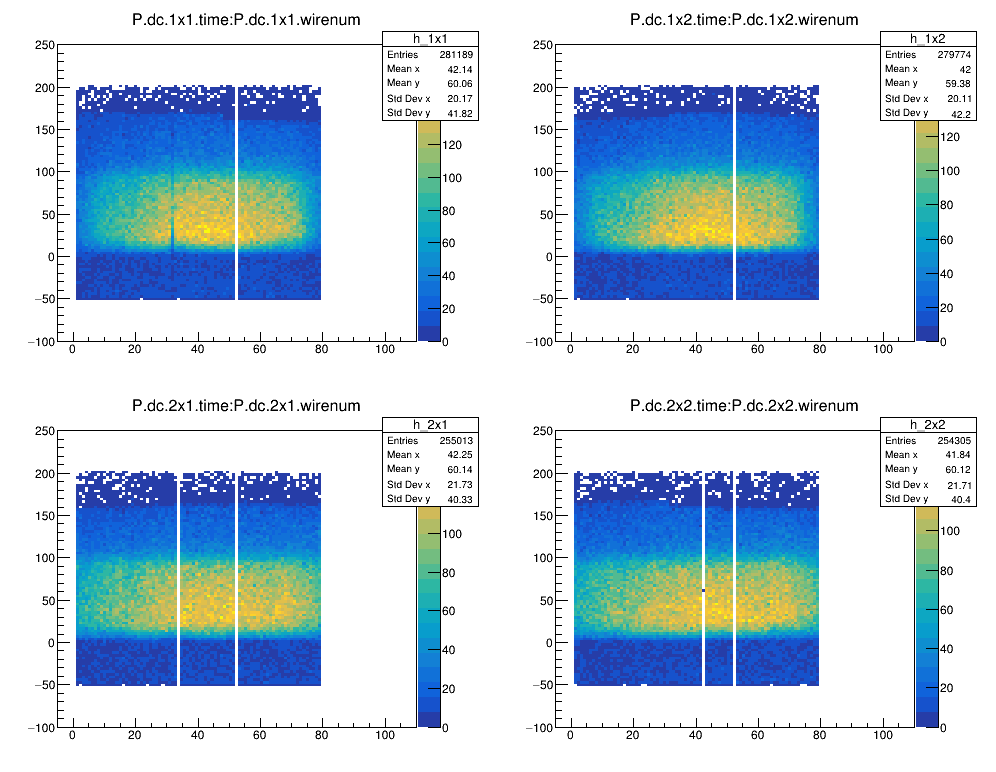 P.dc.1x1.time:P.dc.1x1.wirenum
h_1x1
Entries 281189
Mean x 42.14
Mean y 60.06
Std Dev x 20.17
Std Dev y 41.82
250
200
150
100
50
0
−50
−100
0 20 40 60 80 100
120
100
80
60
40
20
0
P.dc.1x2.time:P.dc.1x2.wirenum
h_1x2
Entries 279774
Mean x 42
Mean y 59.38
Std Dev x 20.11
Std Dev y 42.2
250
200
150
100
50
0
−50
−100
0 20 40 60 80 100
120
100
80
60
40
20
0
P.dc.2x1.time:P.dc.2x1.wirenum
h_2x1
Entries 255013
Mean x 42.25
Mean y 60.14
Std Dev x 21.73
Std Dev y 40.33
250
200
150
100
50
0
−50
−100
0 20 40 60 80 100
100
80
60
40
20
0
P.dc.2x2.time:P.dc.2x2.wirenum
h_2x2
Entries 254305
Mean x 41.84
Mean y 60.12
Std Dev x 21.71
Std Dev y 40.4
250
200
150
100
50
0
−50
−100
0 20 40 60 80 100
100
80
60
40
20
0